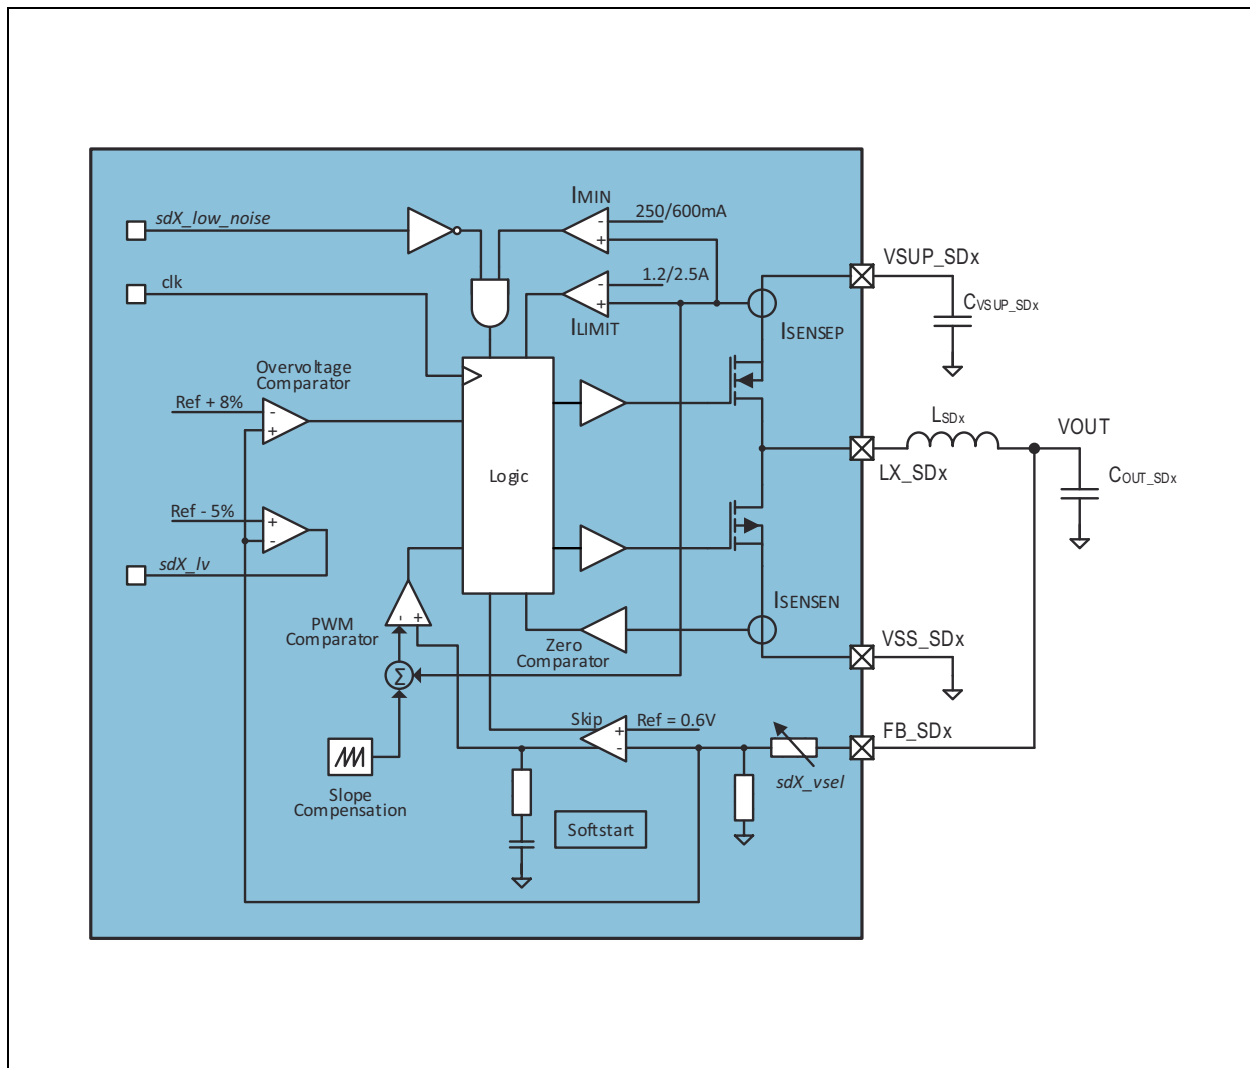 sdX_low_noise
clk
IMIN
250/600mA
1.2/2.5A
ILIMIT
ISENSEP
VSUP_SDx
CVSUP_SDx
Overvoltage
Comparator
Ref + 8%
-
+
Ref - 5%
+
-
sdX_lv
Logic
-
+
-
+
LSDx
VOUT
LX_SDx
COUT_SDx
PWM
Comparator
- +
Σ
Zero
Comparator
ISENSEN
VSS_SDx
Skip
Ref = 0.6V
+
-
FB_SDx
sdX_vsel
Slope
Compensation
Softstart